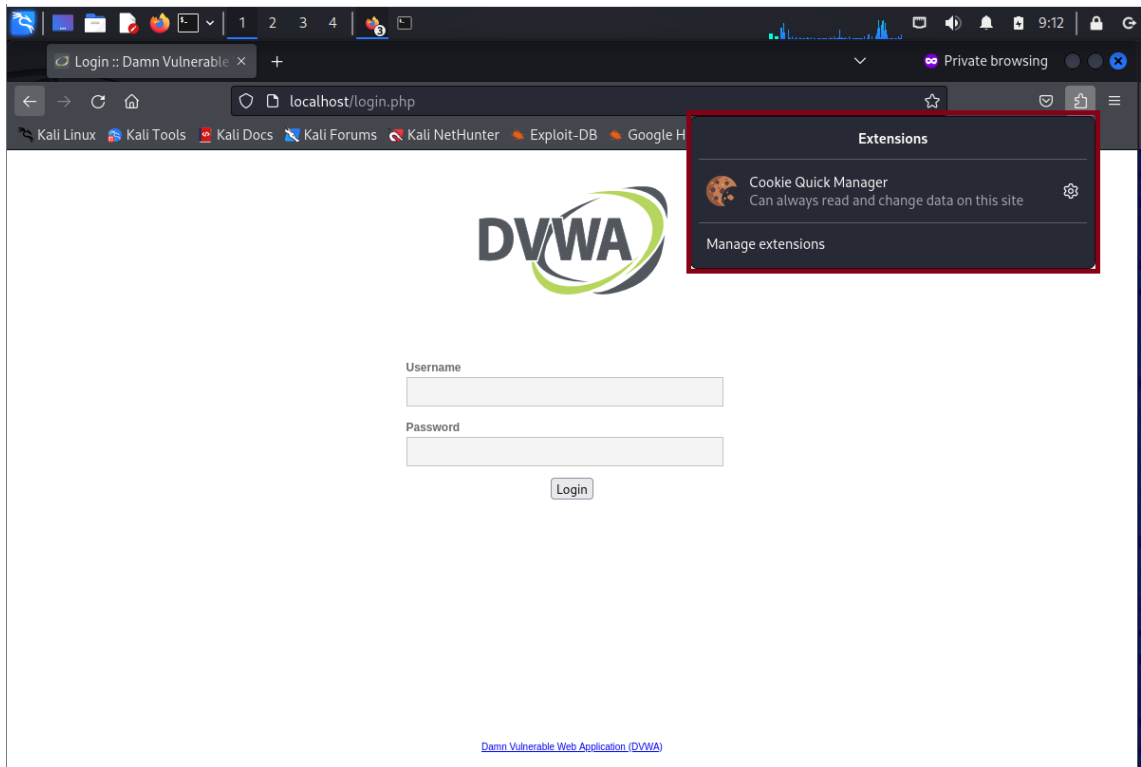 1 2 3 4 3 9:12
Login :: Damn Vulnerable Private browsing
localhost/login.php
Kali Linux Kali Tools Kali Docs Kali Forums Kali NetHunter Exploit-DB Google H
Extensions
Cookie Quick Manager
Can always read and change data on this site
Manage extensions
DVWA
Username
Password
Login
Damn Vulnerable Web Application (DVWA)